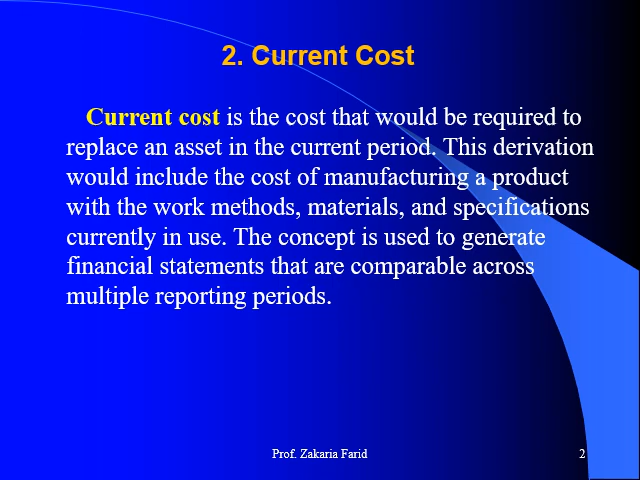 2. Current Cost
Current cost is the cost that would be required to
replace an asset in the current period. This derivation
would include the cost of manufacturing a product
with the work methods, materials, and specifications
currently in use. The concept is used to generate
financial statements that are comparable across
multiple reporting periods.
Prof. Zakaria Farid
2